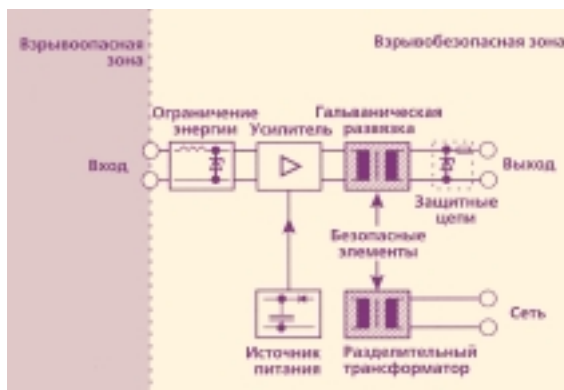 Взрывоопасная
зона
Взрывобезопасная зона
Ограничение
энергии
Усилитель
Гальваническая
развязка
Вход
Выход
Защитные
цепи
Безопасные
элементы
Сеть
Источник
питания
Разделительный
трансформатор